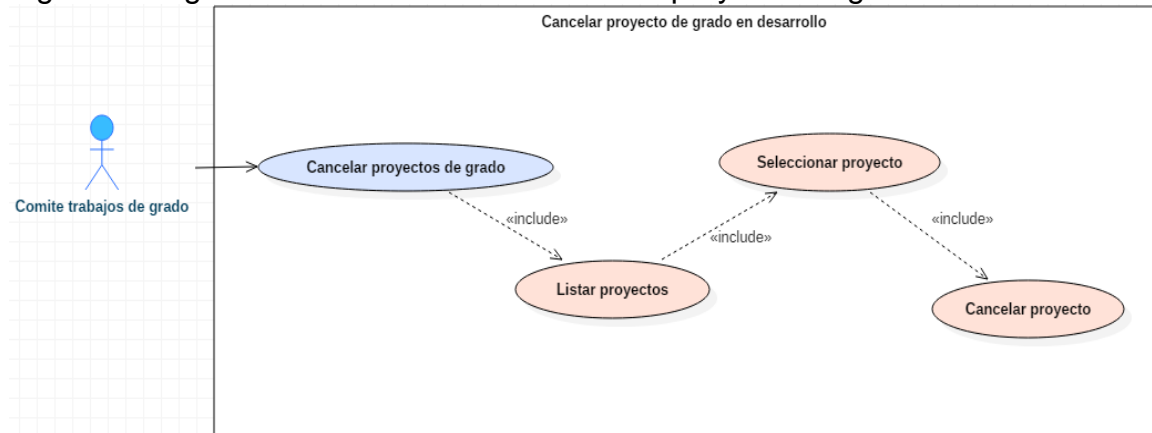 Cancelar proyecto de grado en desarrollo
Cancelar proyectos de grado
Seleccionar proyecto
Comite trabajos de grado
«include»
«include»
«include»
Listar proyectos
Cancelar proyecto